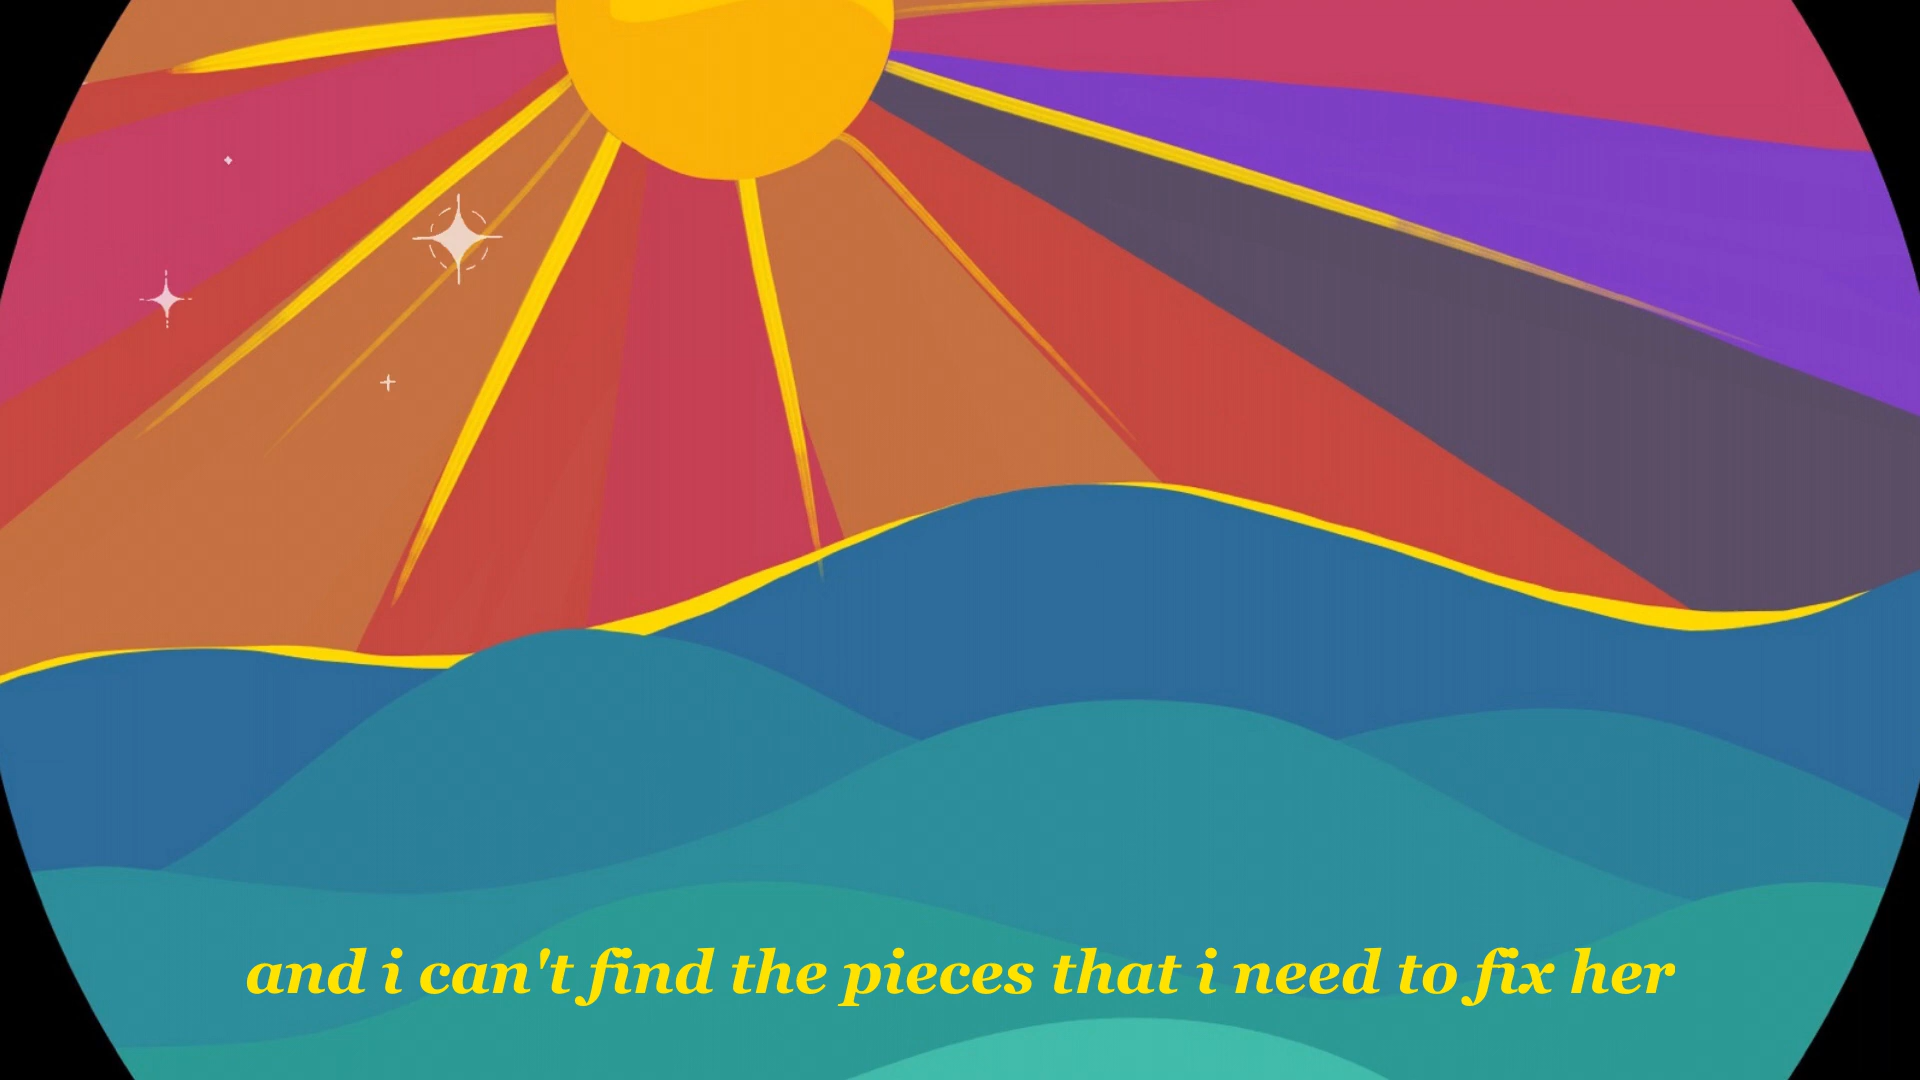 and i can't find the pieces that i need to fix her